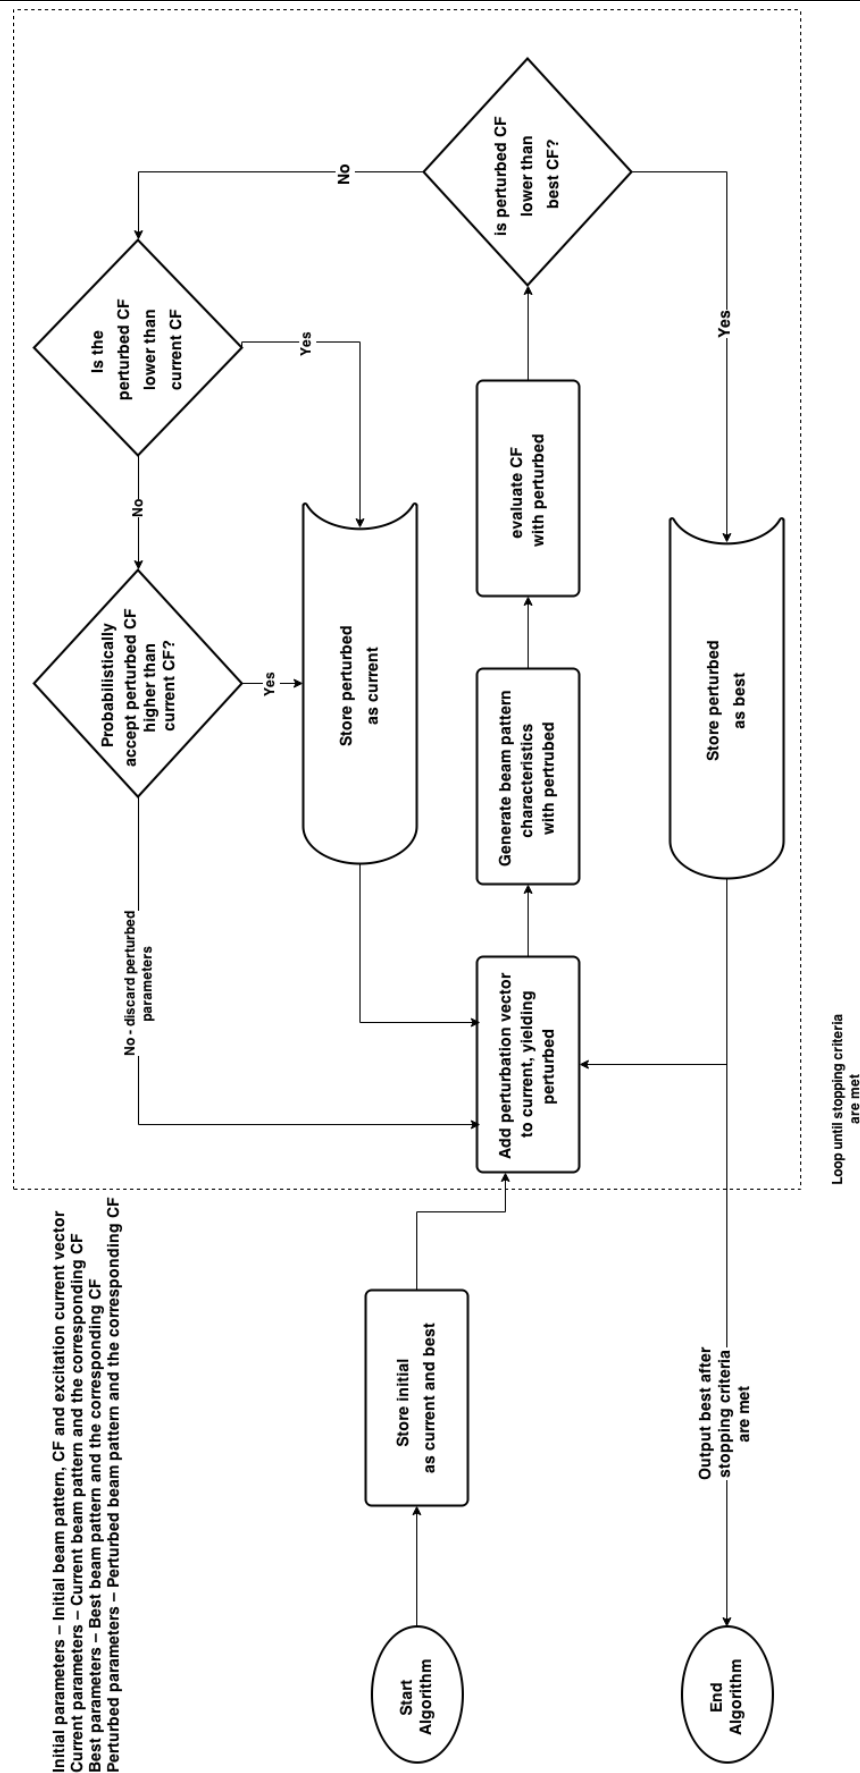 Initial parameters – Initial beam pattern, CF and excitation current vector
Current parameters – Current beam pattern and the corresponding CF
Best parameters – Best beam pattern and the corresponding CF
Perturbed parameters – Perturbed beam pattern and the corresponding CF
Start
Algorithm
Store initial
as current and best
Add perturbation vector
to current, yielding
perturbed
Generate beam pattern
characteristics
with pertrubed
evaluate CF
with perturbed
is perturbed CF
lower than
best CF?
No
Is the
perturbed CF
lower than
current CF
Yes
No
Probabilistically
accept perturbed CF
higher than
current CF?
Yes
Store perturbed
as current
No - discard perturbed
parameters
Yes
Store perturbed
as best
Output best after
stopping criteria
are met
End
Algorithm
Loop until stopping criteria
are met